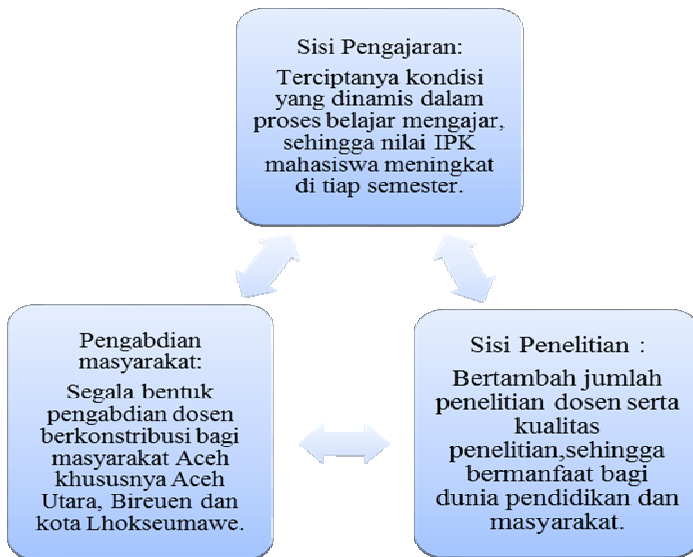 Sisi Pengajaran:
Terciptanya kondisi
yang dinamis dalam
proses belajar mengajar,
sehingga nilai IPK
mahasiswa meningkat
di tiap semester.
Pengabdian
masyarakat:
Segala bentuk
pengabdian dosen
berkonstribusi bagi
masyarakat Aceh
khususnya Aceh
Utara, Bireuen dan
kota Lhokseumawe.
Sisi Penelitian :
Bertambah jumlah
penelitian dosen serta
kualitas
penelitian,sehingga
bermanfaat bagi
dunia pendidikan dan
masyarakat.